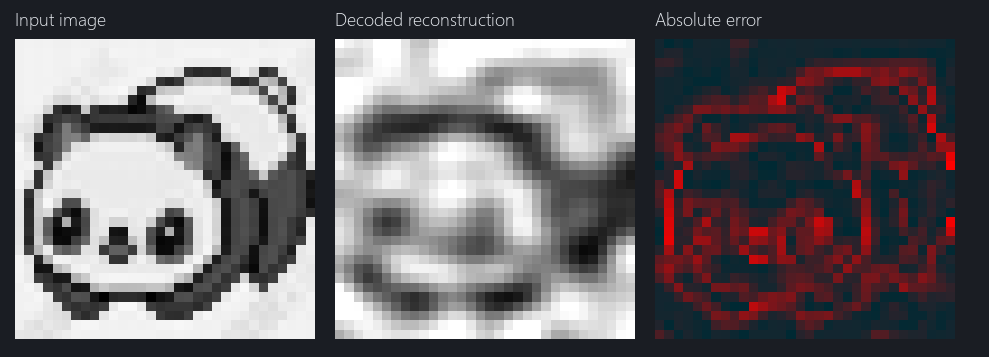 Input image
Decoded reconstruction
Absolute error